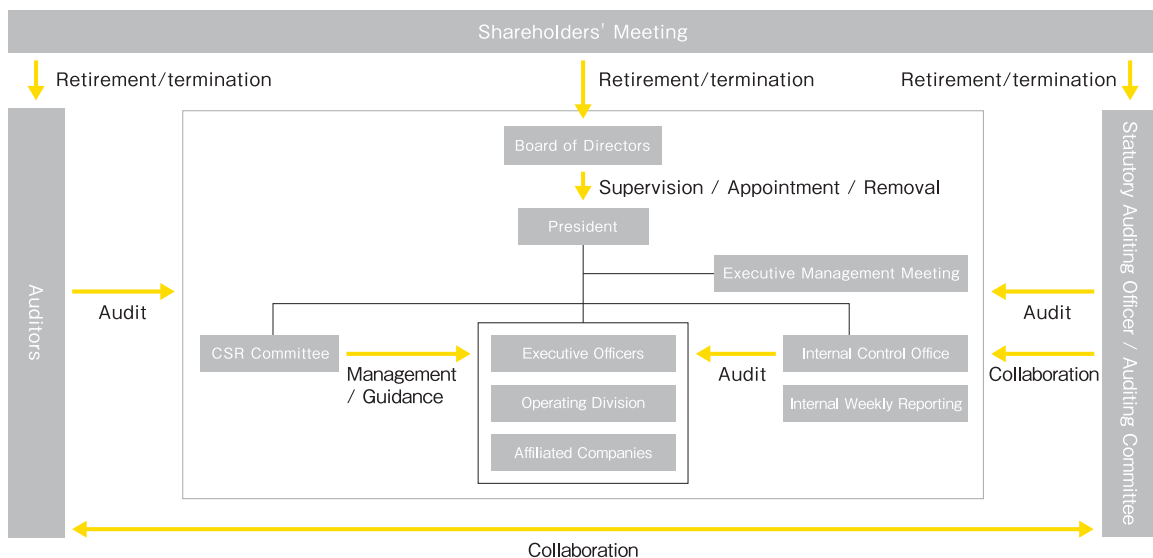 Shareholders' Meeting
Retirement/termination
Retirement/termination
Retirement/termination
Board of Directors
Supervision / Appointment / Removal
President
Executive Management Meeting
Auditors
Audit
CSR Committee
Management
/ Guidance
Executive Officers
Operating Division
Affiliated Companies
Audit
Internal Control Office
Internal Weekly Reporting
Audit
Collaboration
Statutory Auditing Officer / Auditing Committee
Collaboration